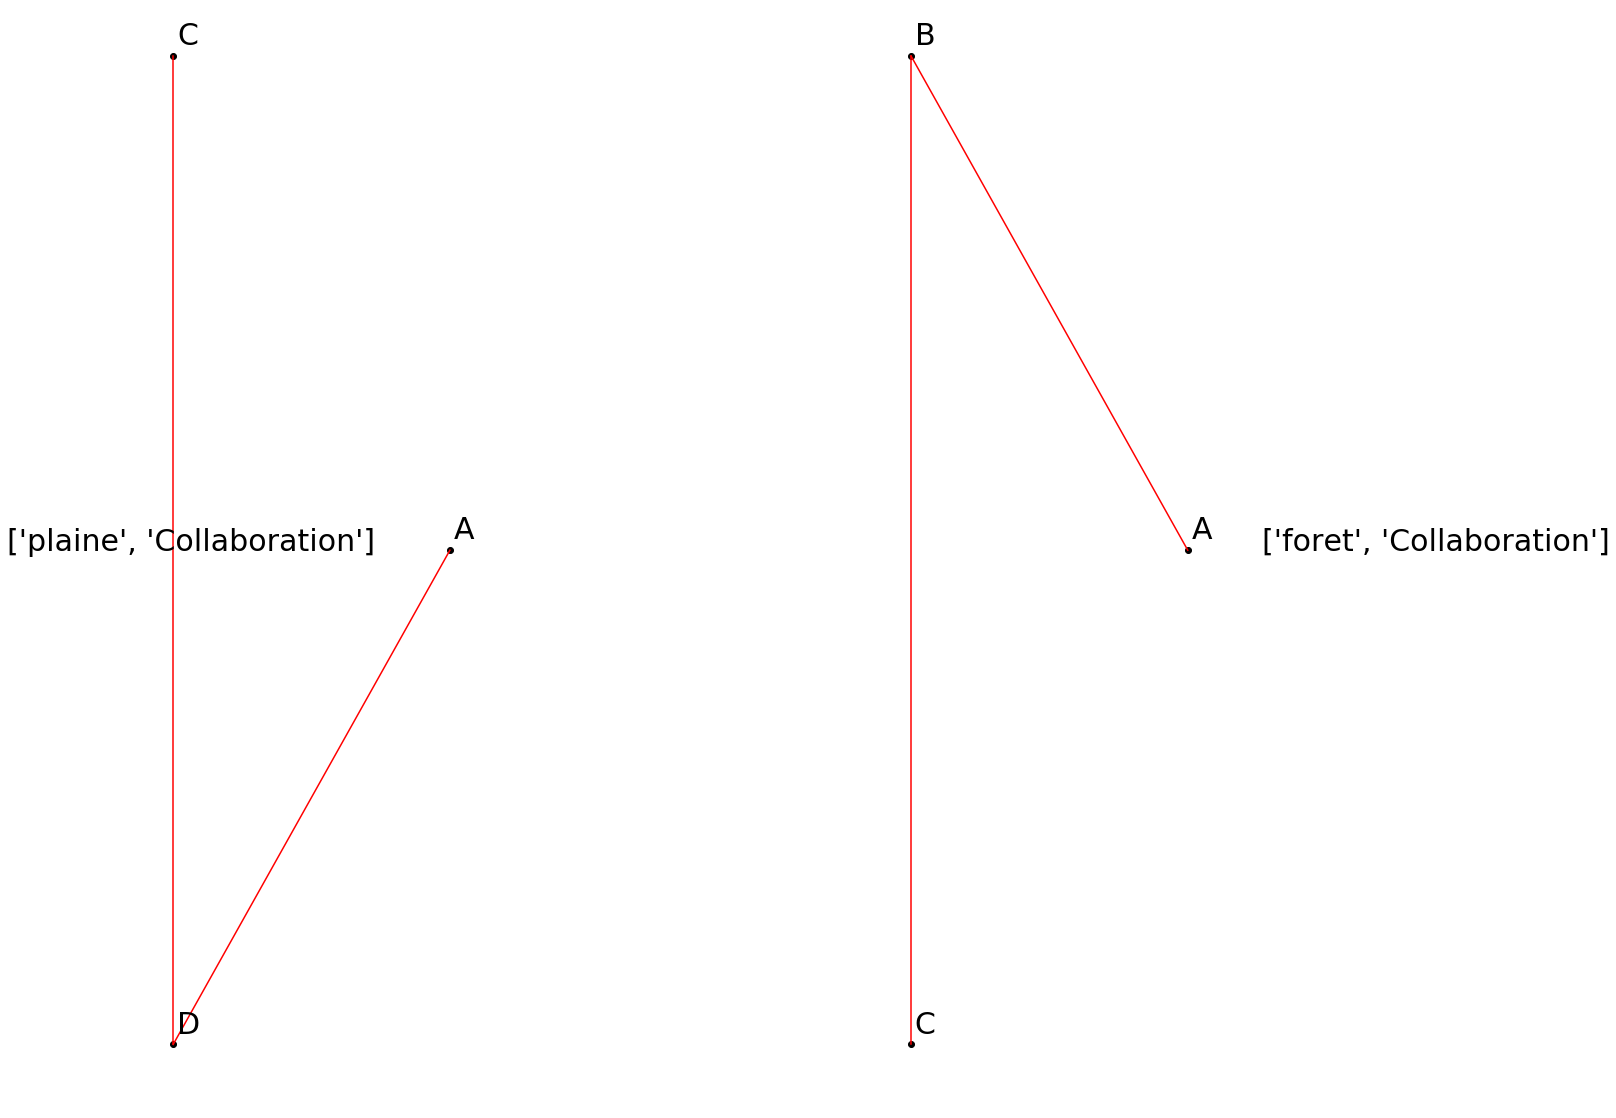 C
B
['plaine', 'Collaboration']
A
A
['foret', 'Collaboration']
D
C